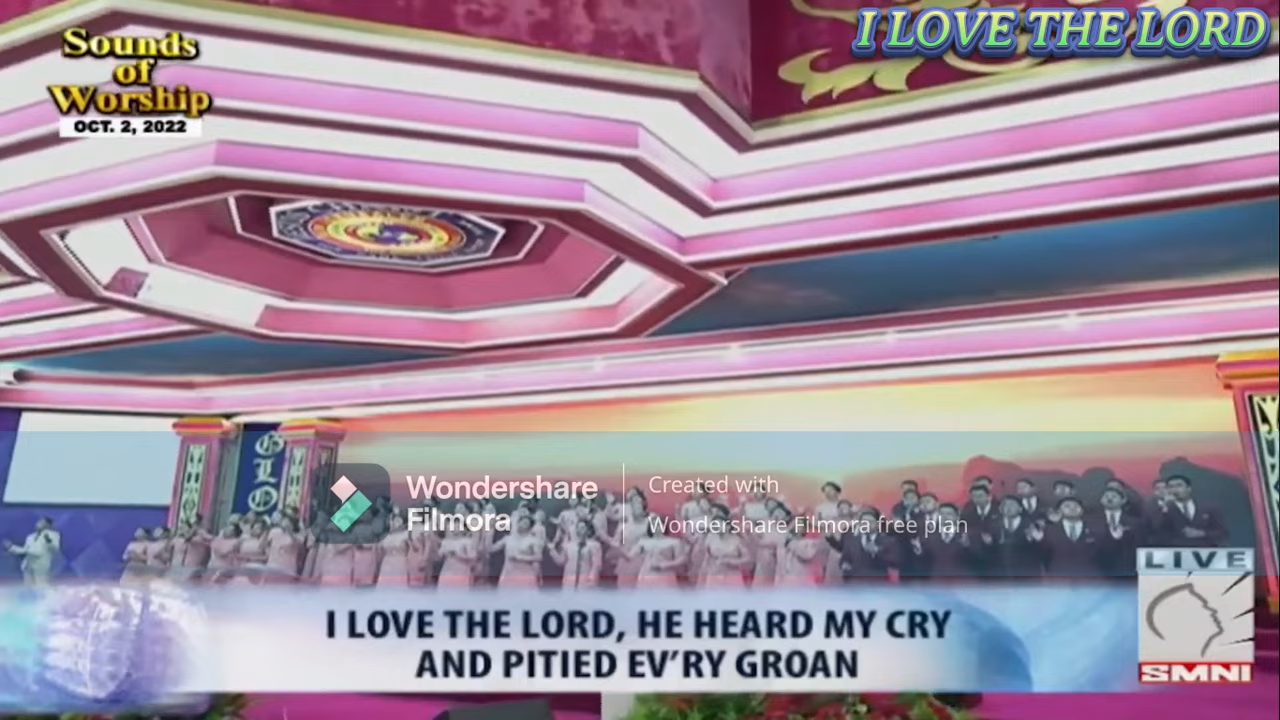 Sounds
of
Worship
OCT. 2, 2022
I LOVE THE LORD
GLO
Wondershare
Filmora
Created with
Wondershare Filmora free plan
LIVE
I LOVE THE LORD, HE HEARD MY CRY
AND PITIED EV'RY GROAN
SMNI